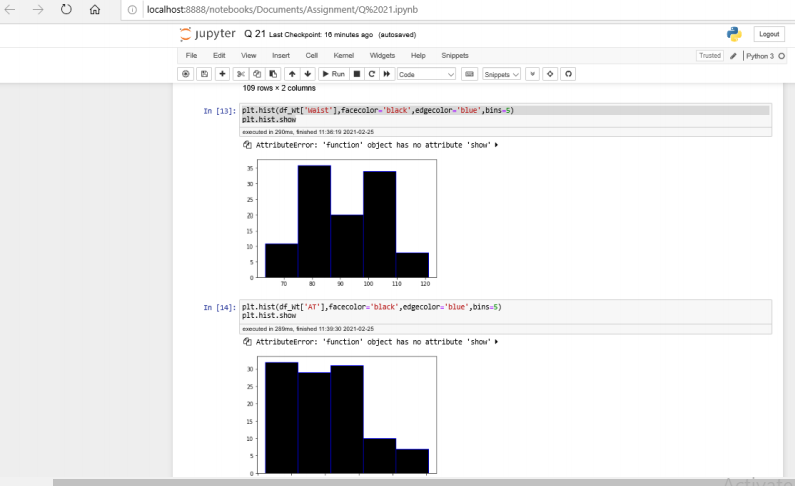 localhost:8888/notebooks/Documents/Assignment/Q%2021.ipynb
jupyter Q 21 Last Checkpoint: 16 minutes ago (autosaved)
Logout
File Edit View Insert Cell Kernel Widgets Help Snippets
Trusted Python 3
Run Code Snippets
109 rows × 2 columns
In [13]: plt.hist(df_Wt['Waist'],facecolor='black',edgecolor='blue',bins=5)
plt.hist.show
executed in 290ms, finished 11:36:19 2021-02-25
AttributeError: 'function' object has no attribute 'show'
35
30
25
20
15
10
5
0
70 80 90 100 110 120
In [14]: plt.hist(df_Wt['AT'],facecolor='black',edgecolor='blue',bins=5)
plt.hist.show
executed in 289ms, finished 11:39:30 2021-02-25
AttributeError: 'function' object has no attribute 'show'
30
25
20
15
10
5
0
Activate